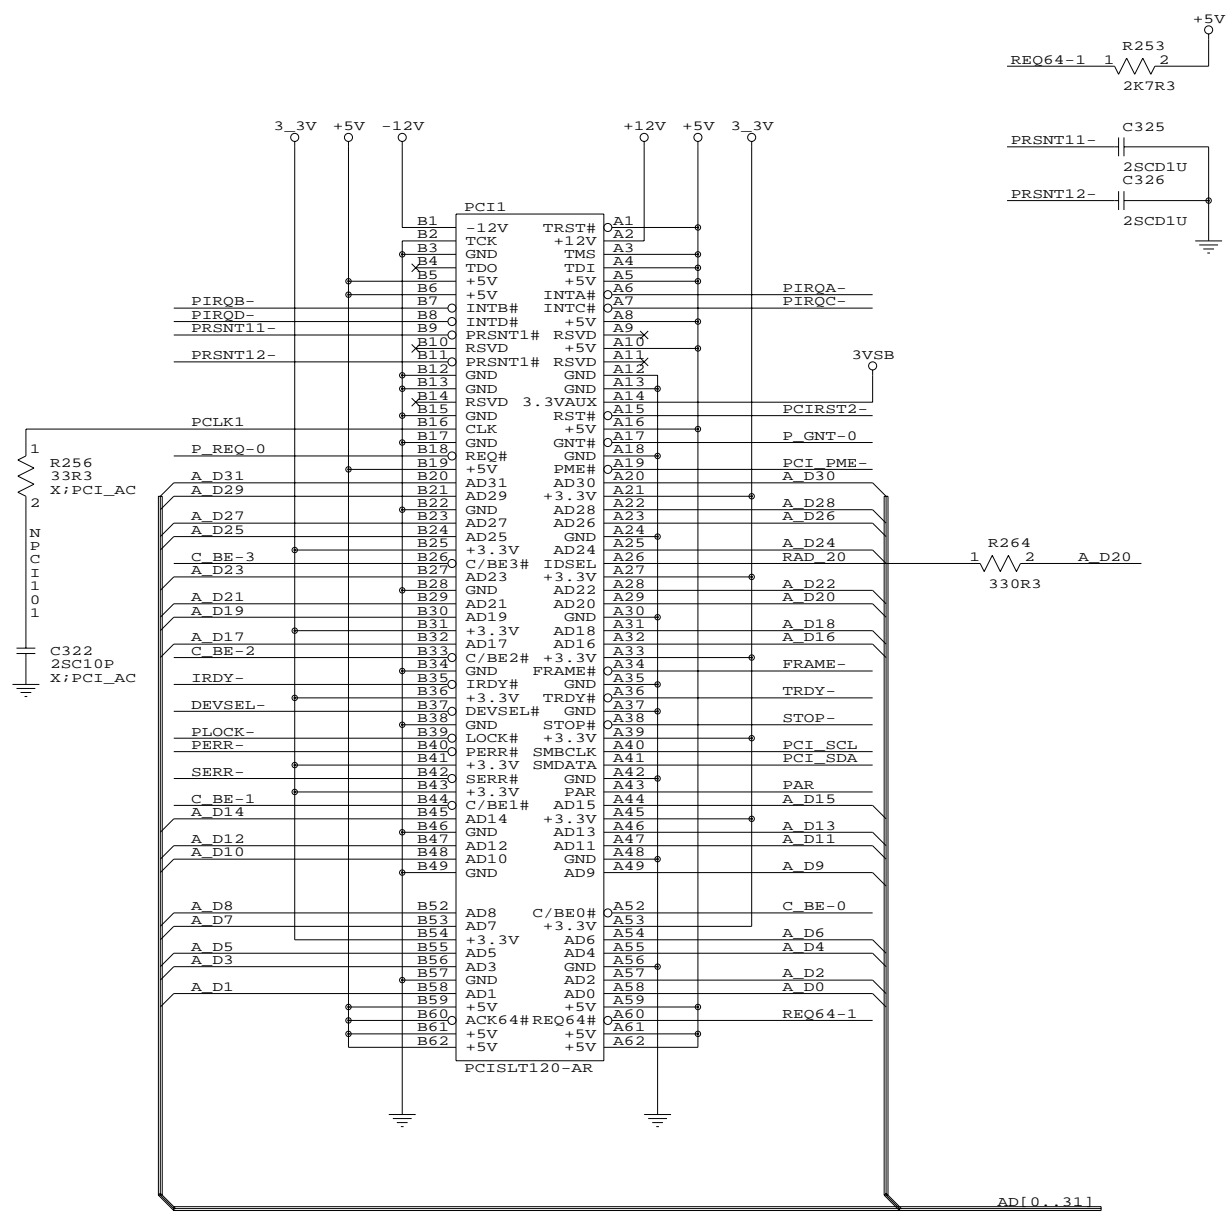 +5V
R253
REQ64-1 1 2
2K7R3
3_3V +5V -12V +12V +5V 3_3V
C325
PRSNT11-
2SCD1U
C326
PRSNT12-
2SCD1U
PCI1
B1 -12V TRST# A1
B2 TCK +12V A2
B3 GND TMS A3
B4 TDO TDI A4
B5 +5V +5V A5
B6 +5V INTA# A6 PIRQA-
PIRQB- B7 INTB# INTC# A7 PIRQC-
PIRQD- B8 INTD# +5V A8
PRSNT11- B9 PRSNT1# RSVD A9
B10 RSVD +5V A10
PRSNT12- B11 PRSNT1# RSVD A11
3VSB
B12 GND GND A12
B13 GND GND A13
B14 RSVD 3.3VAUX A14
B15 GND RST# A15 PCIRST2-
PCLK1 B16 CLK +5V A16
B17 GND GNT# A17 P_GNT-0
P_REQ-0 B18 REQ# GND A18
B19 +5V PME# A19 PCI_PME-
A_D31 B20 AD31 AD30 A20 A_D30
A_D29 B21 AD29 +3.3V A21
B22 GND AD28 A22 A_D28
A_D27 B23 AD27 AD26 A23 A_D26
A_D25 B24 AD25 GND A24
B25 +3.3V AD24 A25 A_D24
C_BE-3 B26 C/BE3# IDSEL A26 RAD_20
A_D23 B27 AD23 +3.3V A27
B28 GND AD22 A28 A_D22
A_D21 B29 AD21 AD20 A29 A_D20
A_D19 B30 AD19 GND A30
B31 +3.3V AD18 A31 A_D18
A_D17 B32 AD17 AD16 A32 A_D16
C_BE-2 B33 C/BE2# +3.3V A33
B34 GND FRAME# A34 FRAME-
IRDY- B35 IRDY# GND A35
B36 +3.3V TRDY# A36 TRDY-
DEVSEL- B37 DEVSEL# GND A37
B38 GND STOP# A38 STOP-
PLOCK- B39 LOCK# +3.3V A39
PERR- B40 PERR# SMBCLK A40 PCI_SCL
B41 +3.3V SMDATA A41 PCI_SDA
SERR- B42 SERR# GND A42
B43 +3.3V PAR A43 PAR
C_BE-1 B44 C/BE1# AD15 A44 A_D15
A_D14 B45 AD14 +3.3V A45
B46 GND AD13 A46 A_D13
A_D12 B47 AD12 AD11 A47 A_D11
A_D10 B48 AD10 GND A48
B49 GND AD9 A49 A_D9
A_D8 B52 AD8 C/BE0# A52 C_BE-0
A_D7 B53 AD7 +3.3V A53
B54 +3.3V AD6 A54 A_D6
A_D5 B55 AD5 AD4 A55 A_D4
A_D3 B56 AD3 GND A56
B57 GND AD2 A57 A_D2
A_D1 B58 AD1 AD0 A58 A_D0
B59 +5V +5V A59
B60 ACK64# REQ64# A60 REQ64-1
B61 +5V +5V A61
B62 +5V +5V A62
PCISLT120-AR
1
R256
33R3
X;PCI_AC
2
NPCI101
C322
2SC10P
X;PCI_AC
R264
1 2 A_D20
330R3
AD[0..31]